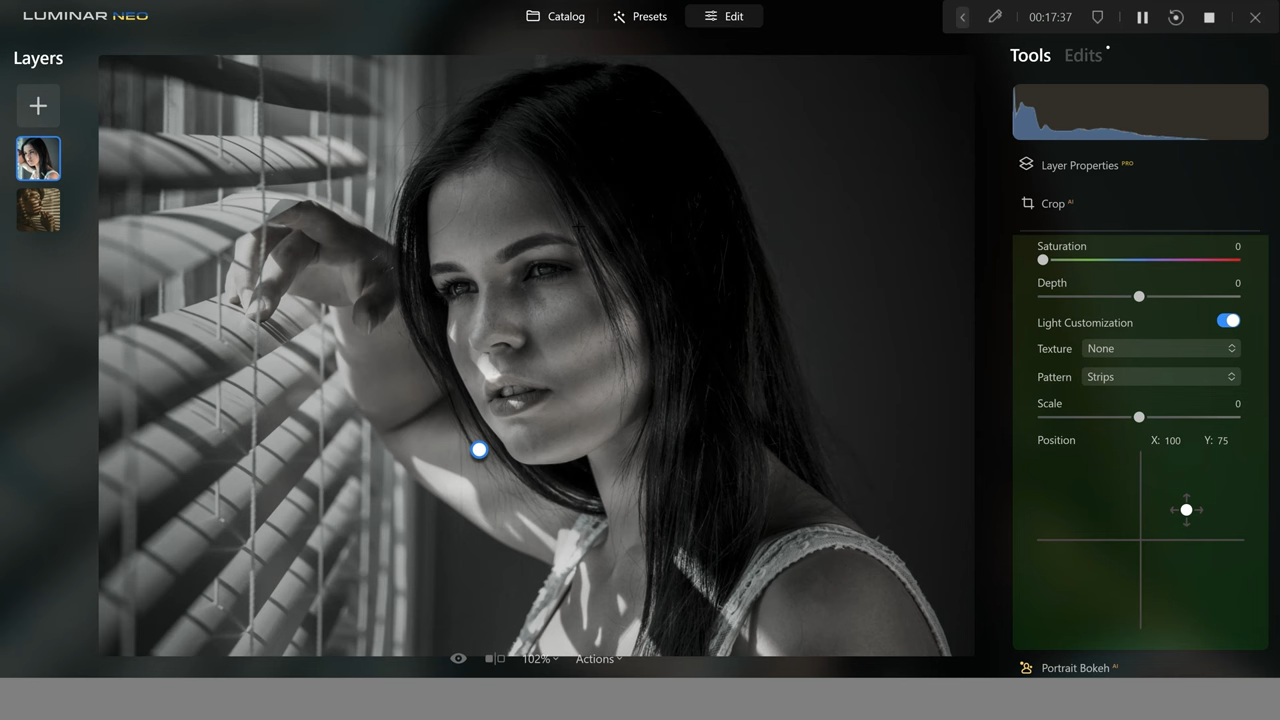 LUMINAR NEO
Catalog
Presets
Edit
00:17:37
Layers
Tools
Edits
Layer Properties PRO
Crop AI
Saturation 0
Depth 0
Light Customization
Texture None
Pattern Strips
Scale 0
Position X: 100 Y: 75
102%
Actions
Portrait Bokeh AI